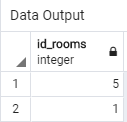 Data Output
id_rooms
integer
1 5
2 1